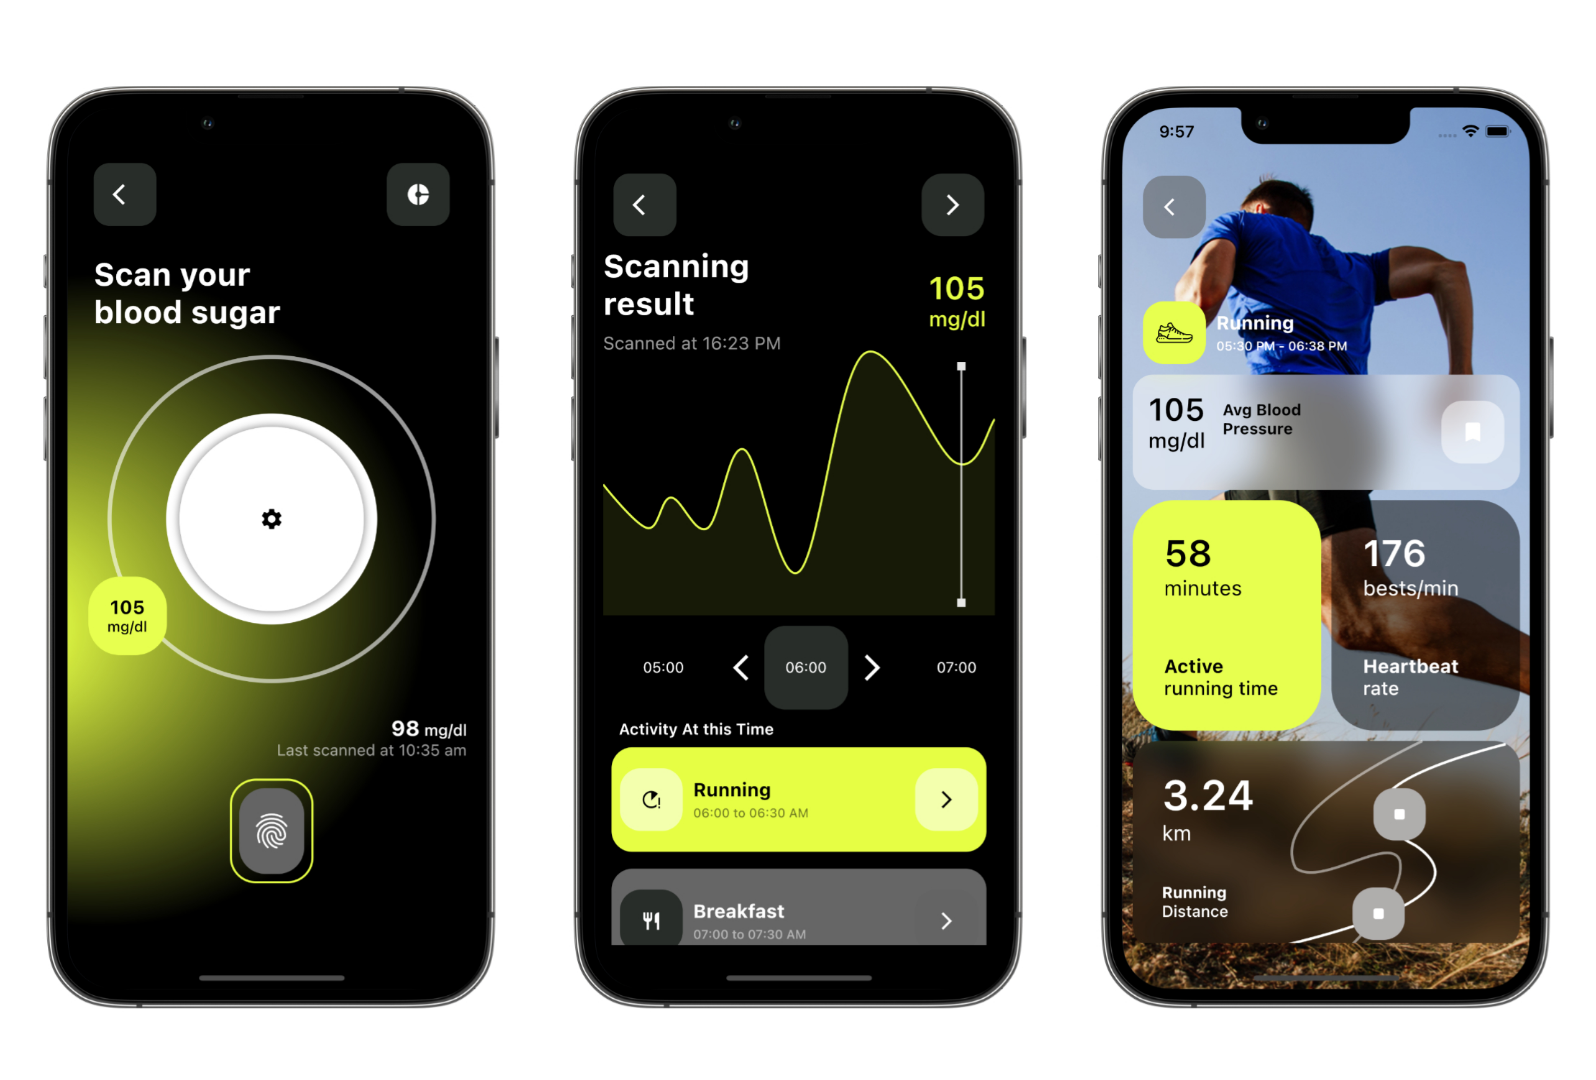 Scan your
blood sugar
105
mg/dl
98 mg/dl
Last scanned at 10:35 am
Scanning
result
105
mg/dl
Scanned at 16:23 PM
05:00
06:00
07:00
Activity At this Time
Running
06:00 to 06:30 AM
Breakfast
07:00 to 07:30 AM
9:57
Running
05:30 PM - 06:38 PM
105
mg/dl
Avg Blood
Pressure
58
minutes
Active
running time
176
bests/min
Heartbeat
rate
3.24
km
Running
Distance